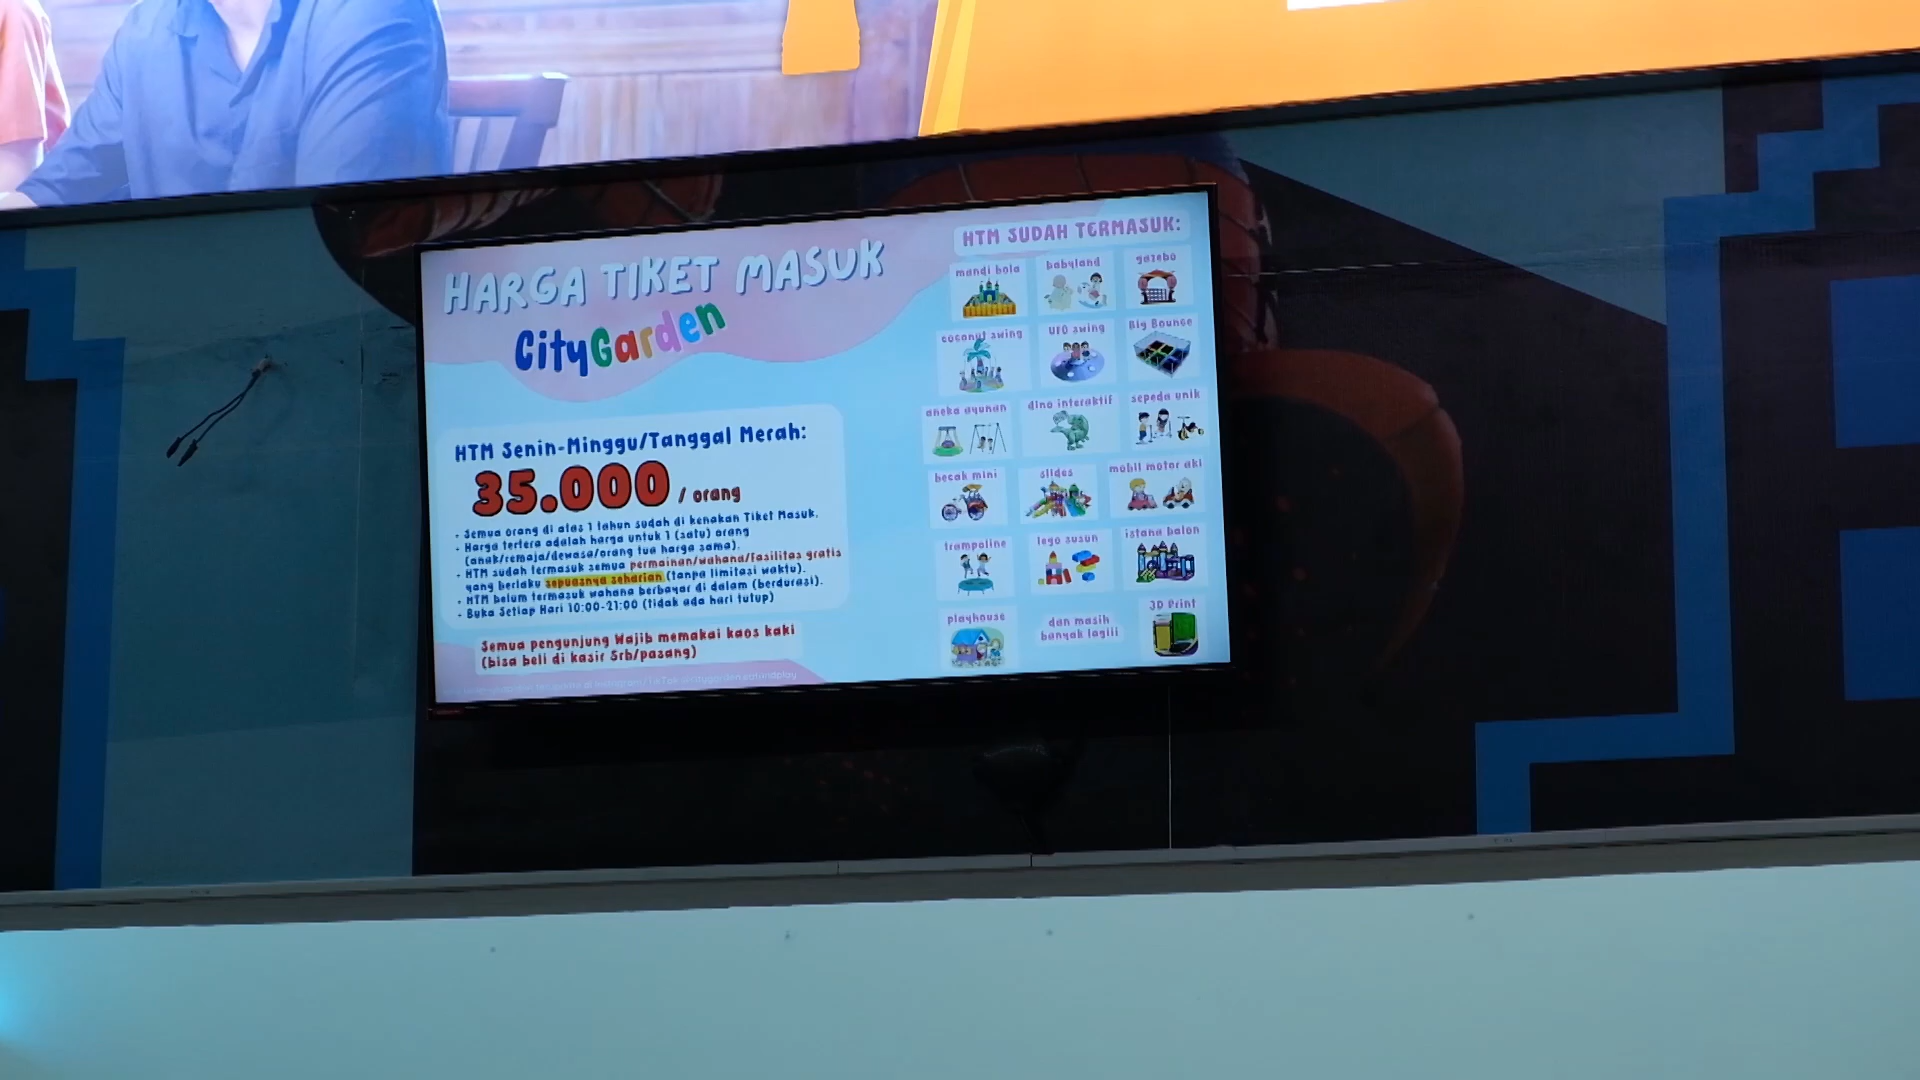 HARGA TIKET MASUK
CityGarden
HTM Senin-Minggu/Tanggal Merah:
35.000 / orang
- Semua orang di atas 1 tahun sudah di kenakan Tiket Masuk.
- Harga tertera adalah harga untuk 1 (satu) orang
(anak/remaja/dewasa/orang tua harga sama).
- HTM sudah termasuk semua permainan/wahana/fasilitas gratis
yang berlaku sepuasnya seharian (tanpa limitasi waktu).
- HTM belum termasuk wahana berbayar di dalam (berdurasi).
- Buka Setiap Hari 10:00-21:00 (tidak ada hari tutup)
Semua pengunjung Wajib memakai kaos kaki
(bisa beli di kasir 5rb/pasang)
HTM SUDAH TERMASUK:
mandi bola
babyland
gazebo
coconut swing
UFO swing
Big Bounce
aneka ayunan
dino interaktif
sepeda unik
becak mini
slides
mobil motor aki
trampoline
lego susun
istana balon
playhouse
dan masih
banyak lagiii
3D Print